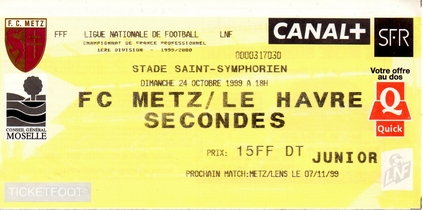 F.C. METZ
FFF LIGUE NATIONALE DE FOOTBALL LNF
CHAMPIONNAT DE FRANCE PROFESSIONNEL
1ERE DIVISION - 1999/2000
CANAL+
SFR
0000317030
STADE SAINT-SYMPHORIEN
DIMANCHE 24 OCTOBRE 1999 A 18H
FC METZ/LE HAVRE
SECONDES
Votre offre
au dos
Q
Quick
CONSEIL GÉNÉRAL
MOSELLE
PRIX: 15FF DT JUNIOR
PROCHAIN MATCH:METZ/LENS LE 07/11/99
TICKETFOOT
LNF